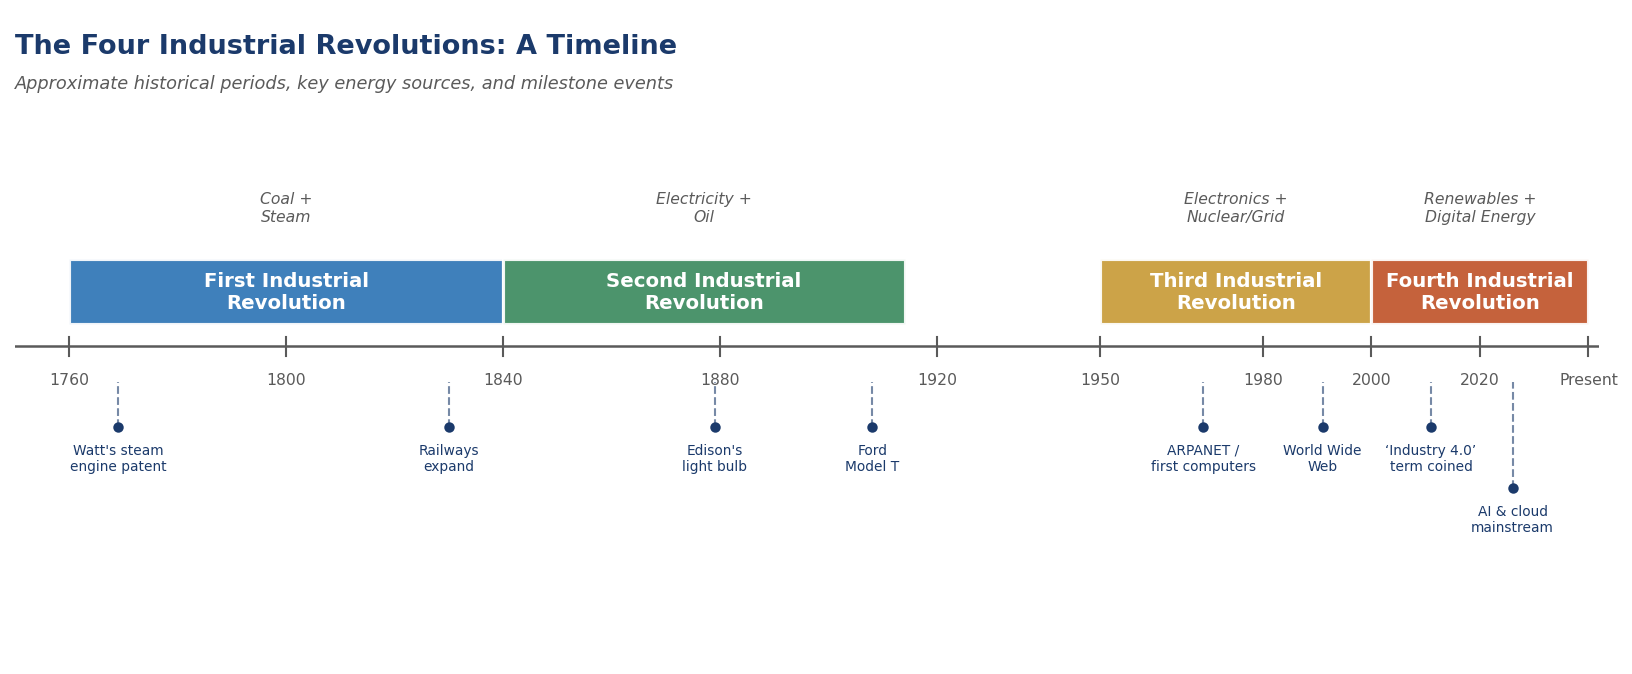 The Four Industrial Revolutions: A Timeline
Approximate historical periods, key energy sources, and milestone events
Coal +
Steam
Electricity +
Oil
Electronics +
Nuclear/Grid
Renewables +
Digital Energy
First Industrial
Revolution
Second Industrial
Revolution
Third Industrial
Revolution
Fourth Industrial
Revolution
1760
1800
1840
1880
1920
1950
1980
2000
2020
Present
Watt's steam
engine patent
Railways
expand
Edison's
light bulb
Ford
Model T
ARPANET /
first computers
World Wide
Web
‘Industry 4.0’
term coined
AI & cloud
mainstream